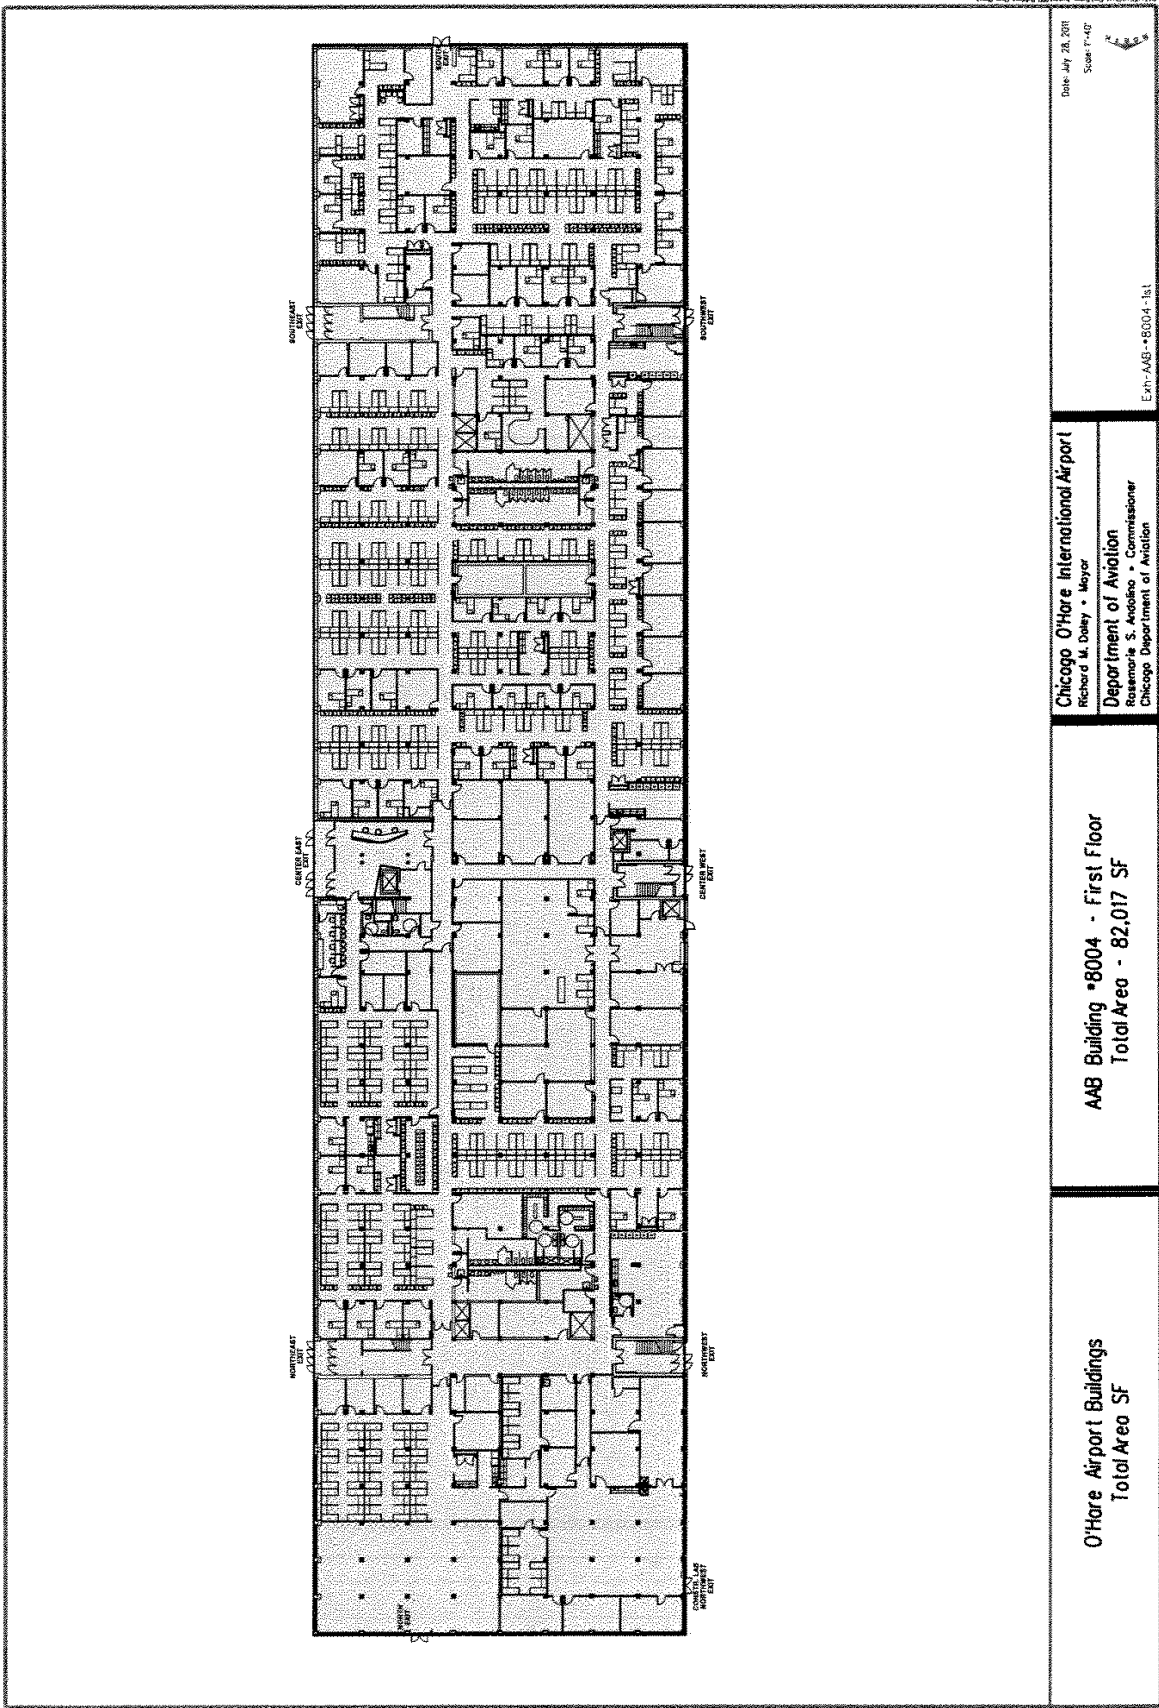 SOUTH
EXIT
SOUTHEAST
EXIT
SOUTHWEST
EXIT
CENTER EAST
EXIT
CENTER WEST
EXIT
NORTHEAST
EXIT
NORTHWEST
EXIT
NORTH
EXIT
CONSTR. LAB
NORTHWEST
EXIT
O'Hare Airport Buildings
Total Area SF
AAB Building *8004 - First Floor
Total Area - 82,017 SF
Chicago O'Hare International Airport
Richard M. Daley • Mayor
Department of Aviation
Rosemarie S. Andolino • Commissioner
Chicago Department of Aviation
Date: July 28, 2011
Scale: 1"=40'
Exh-AAB-*8004-1st